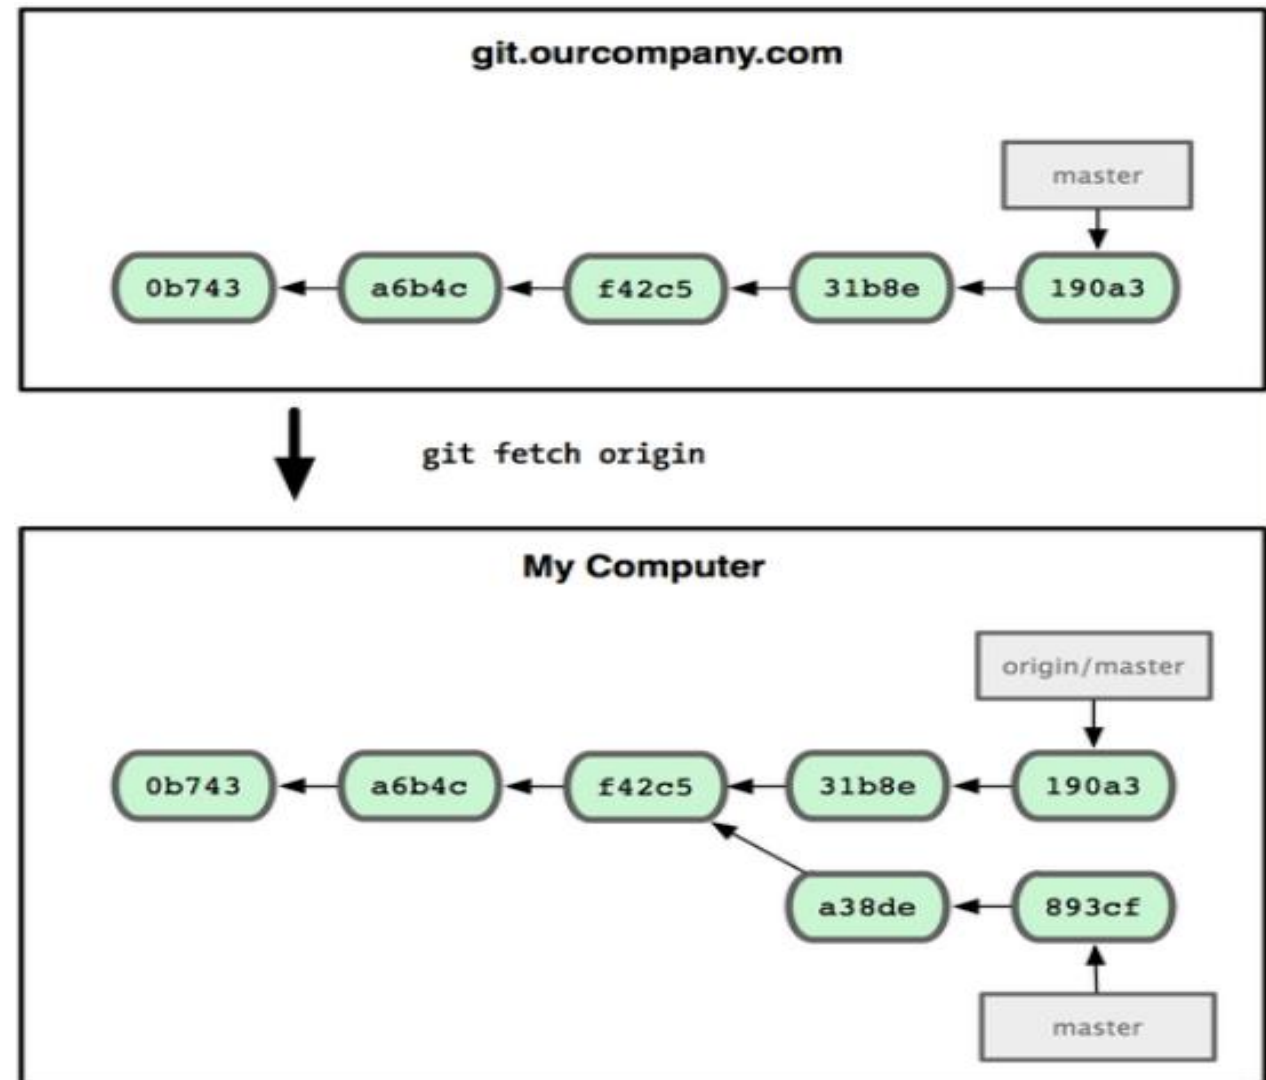 git.ourcompany.com
master
0b743 a6b4c f42c5 31b8e 190a3
git fetch origin
My Computer
origin/master
0b743 a6b4c f42c5 31b8e 190a3
a38de 893cf
master